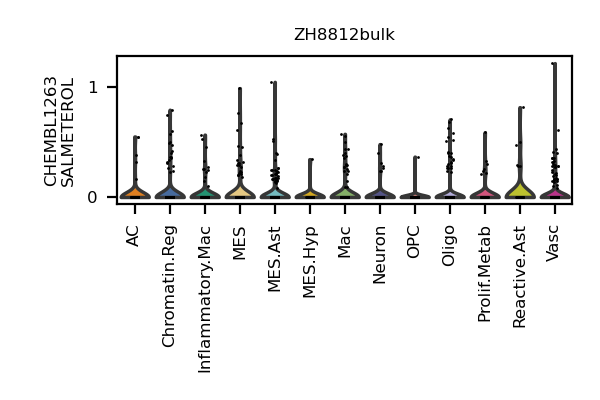 ZH8812bulk
CHEMBL1263
SALMETEROL
1
0
AC
Chromatin.Reg
Inflammatory.Mac
MES
MES.Ast
MES.Hyp
Mac
Neuron
OPC
Oligo
Prolif.Metab
Reactive.Ast
Vasc